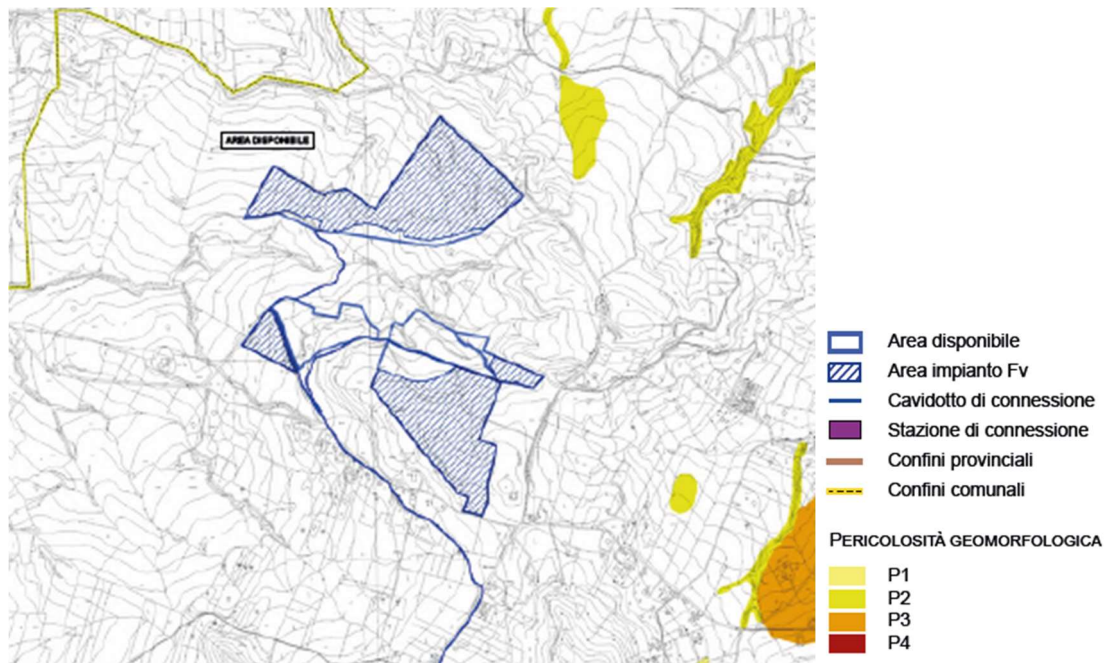 AREA DISPONIBILE
Area disponibile
Area impianto Fv
Cavidotto di connessione
Stazione di connessione
Confini provinciali
Confini comunali
PERICOLOSITÀ GEOMORFOLOGICA
P1
P2
P3
P4